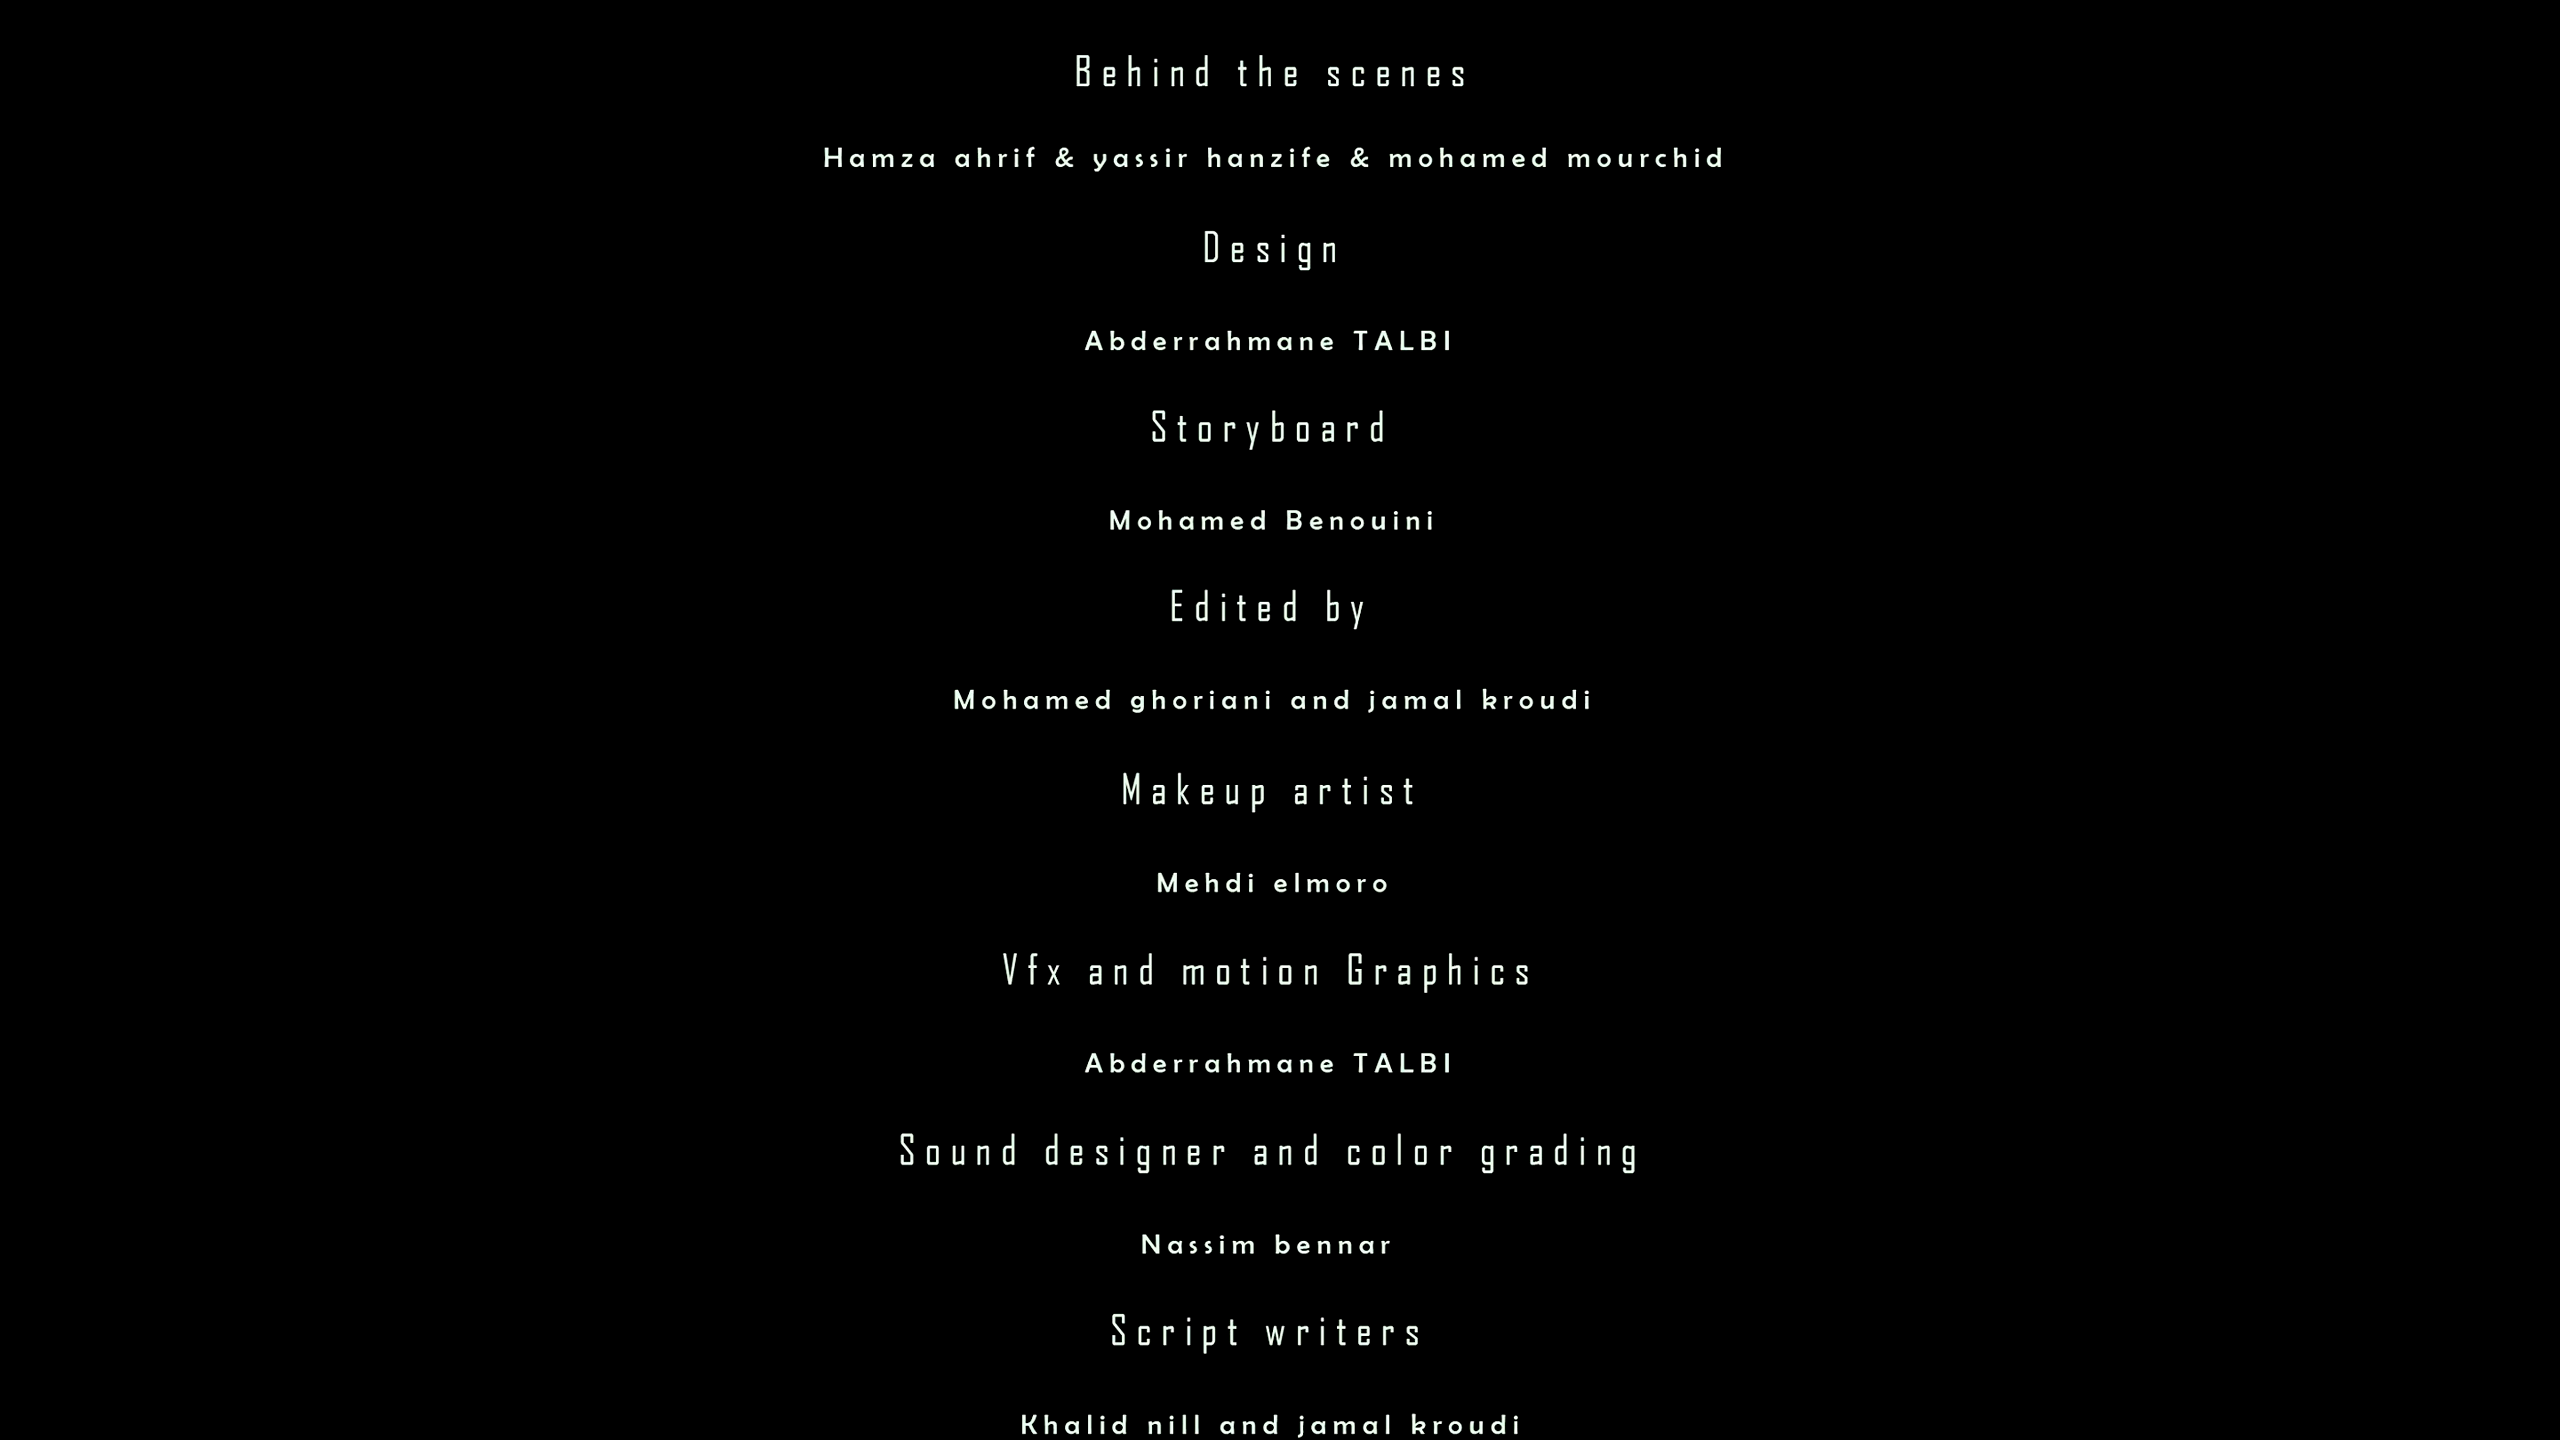 Behind the scenes
Hamza ahrif & yassir hanzife & mohamed mourchid
Design
Abderrahmane TALBI
Storyboard
Mohamed Benouini
Edited by
Mohamed ghoriani and jamal kroudi
Makeup artist
Mehdi elmoro
Vfx and motion Graphics
Abderrahmane TALBI
Sound designer and color grading
Nassim bennar
Script writers
Khalid nill and jamal kroudi